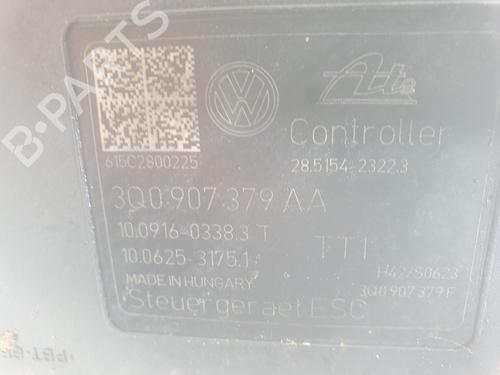 Ate
Controller
615C2800225
28.5154-2322.3
3Q0 907 379 AA
10.0916-0338.3 T
TT1
10.0625-3175.1
H42/S0623
MADE IN HUNGARY
3Q0 907 379 F
Steuergeraet ESC
B-PARTS